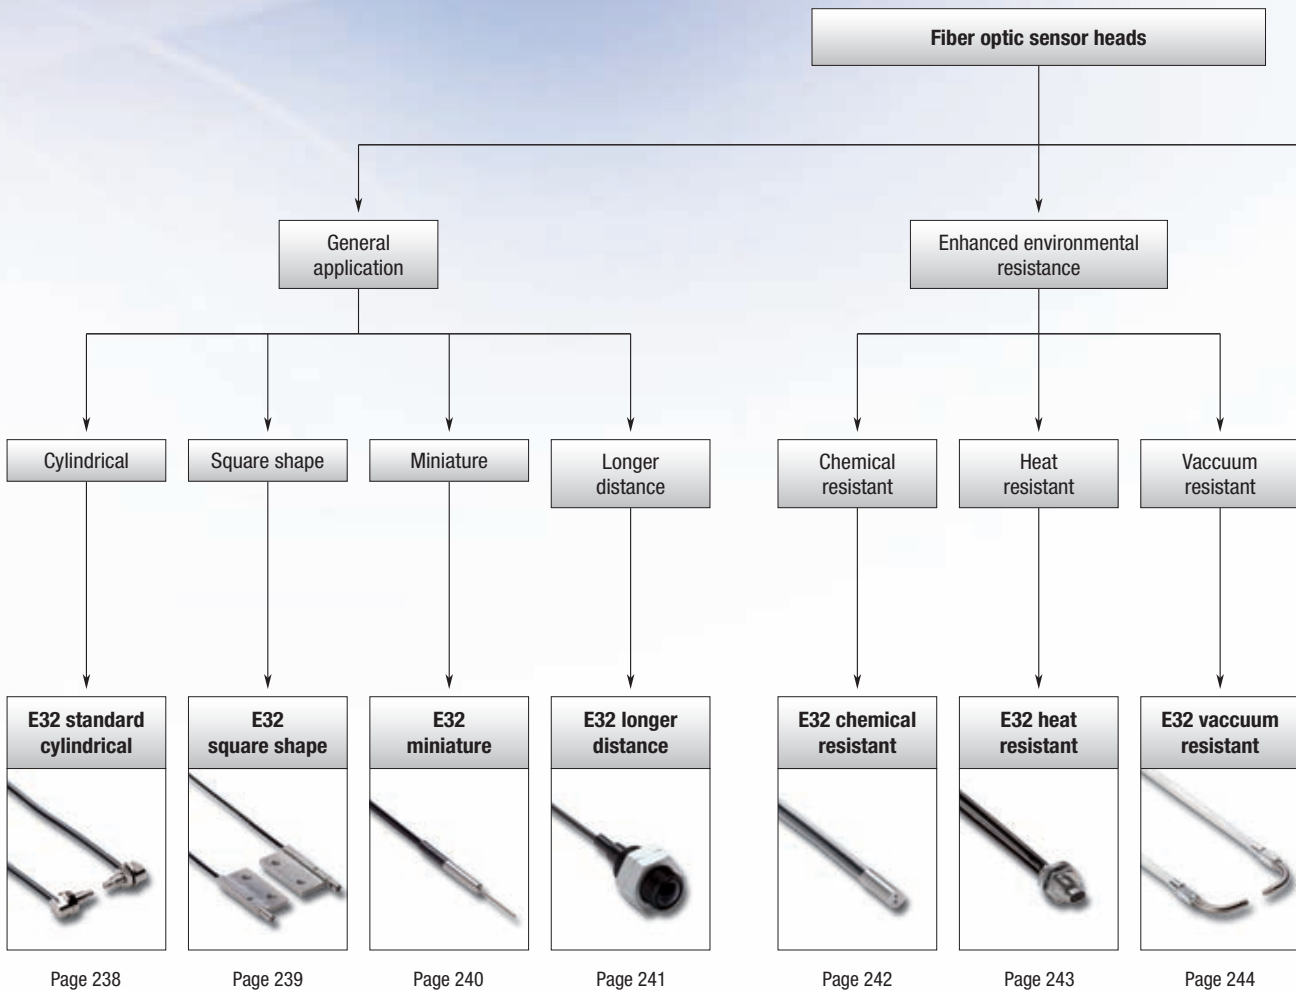 Fiber optic sensor heads
General
application
Enhanced environmental
resistance
Cylindrical
Square shape
Miniature
Longer
distance
Chemical
resistant
Heat
resistant
Vaccuum
resistant
E32 standard
cylindrical
E32
square shape
E32
miniature
E32 longer
distance
E32 chemical
resistant
E32 heat
resistant
E32 vaccuum
resistant
Page 238
Page 239
Page 240
Page 241
Page 242
Page 243
Page 244